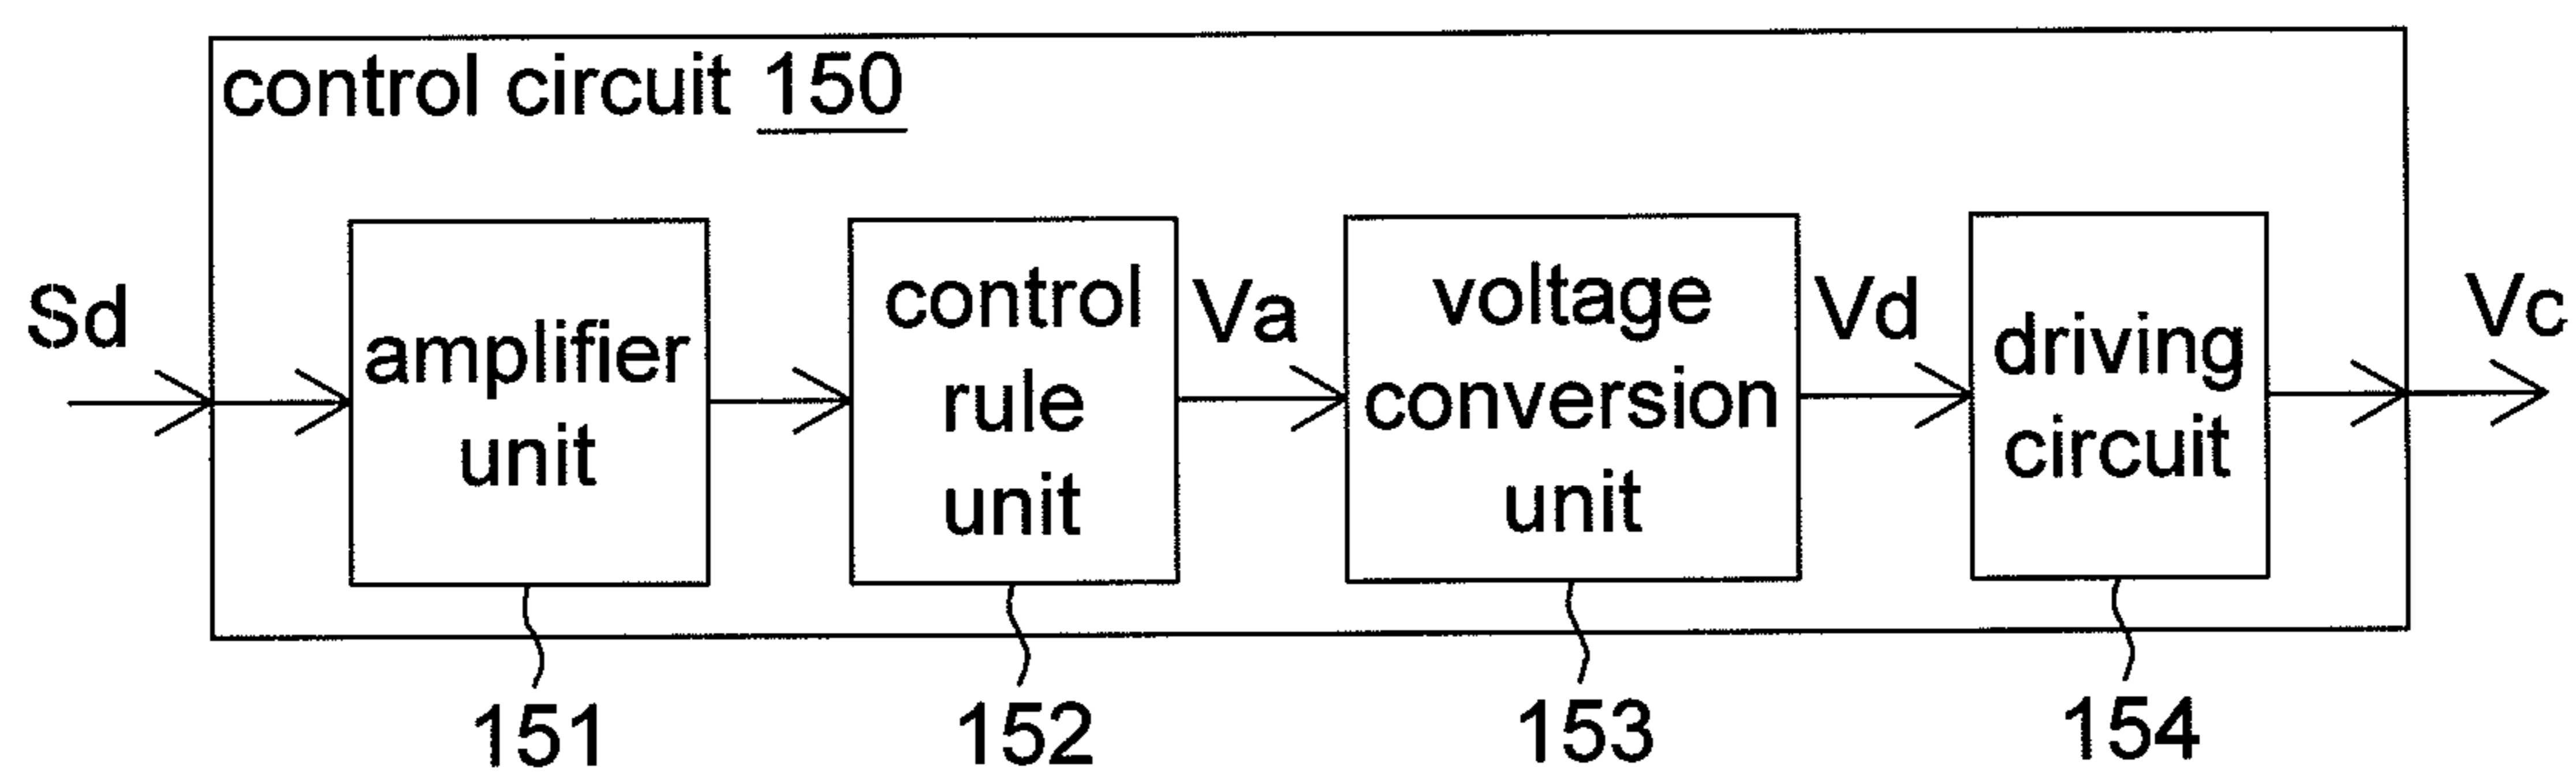 control circuit 150
Sd
amplifier
unit
control
rule
unit
Va
voltage
conversion
unit
Vd
driving
circuit
Vc
151
152
153
154